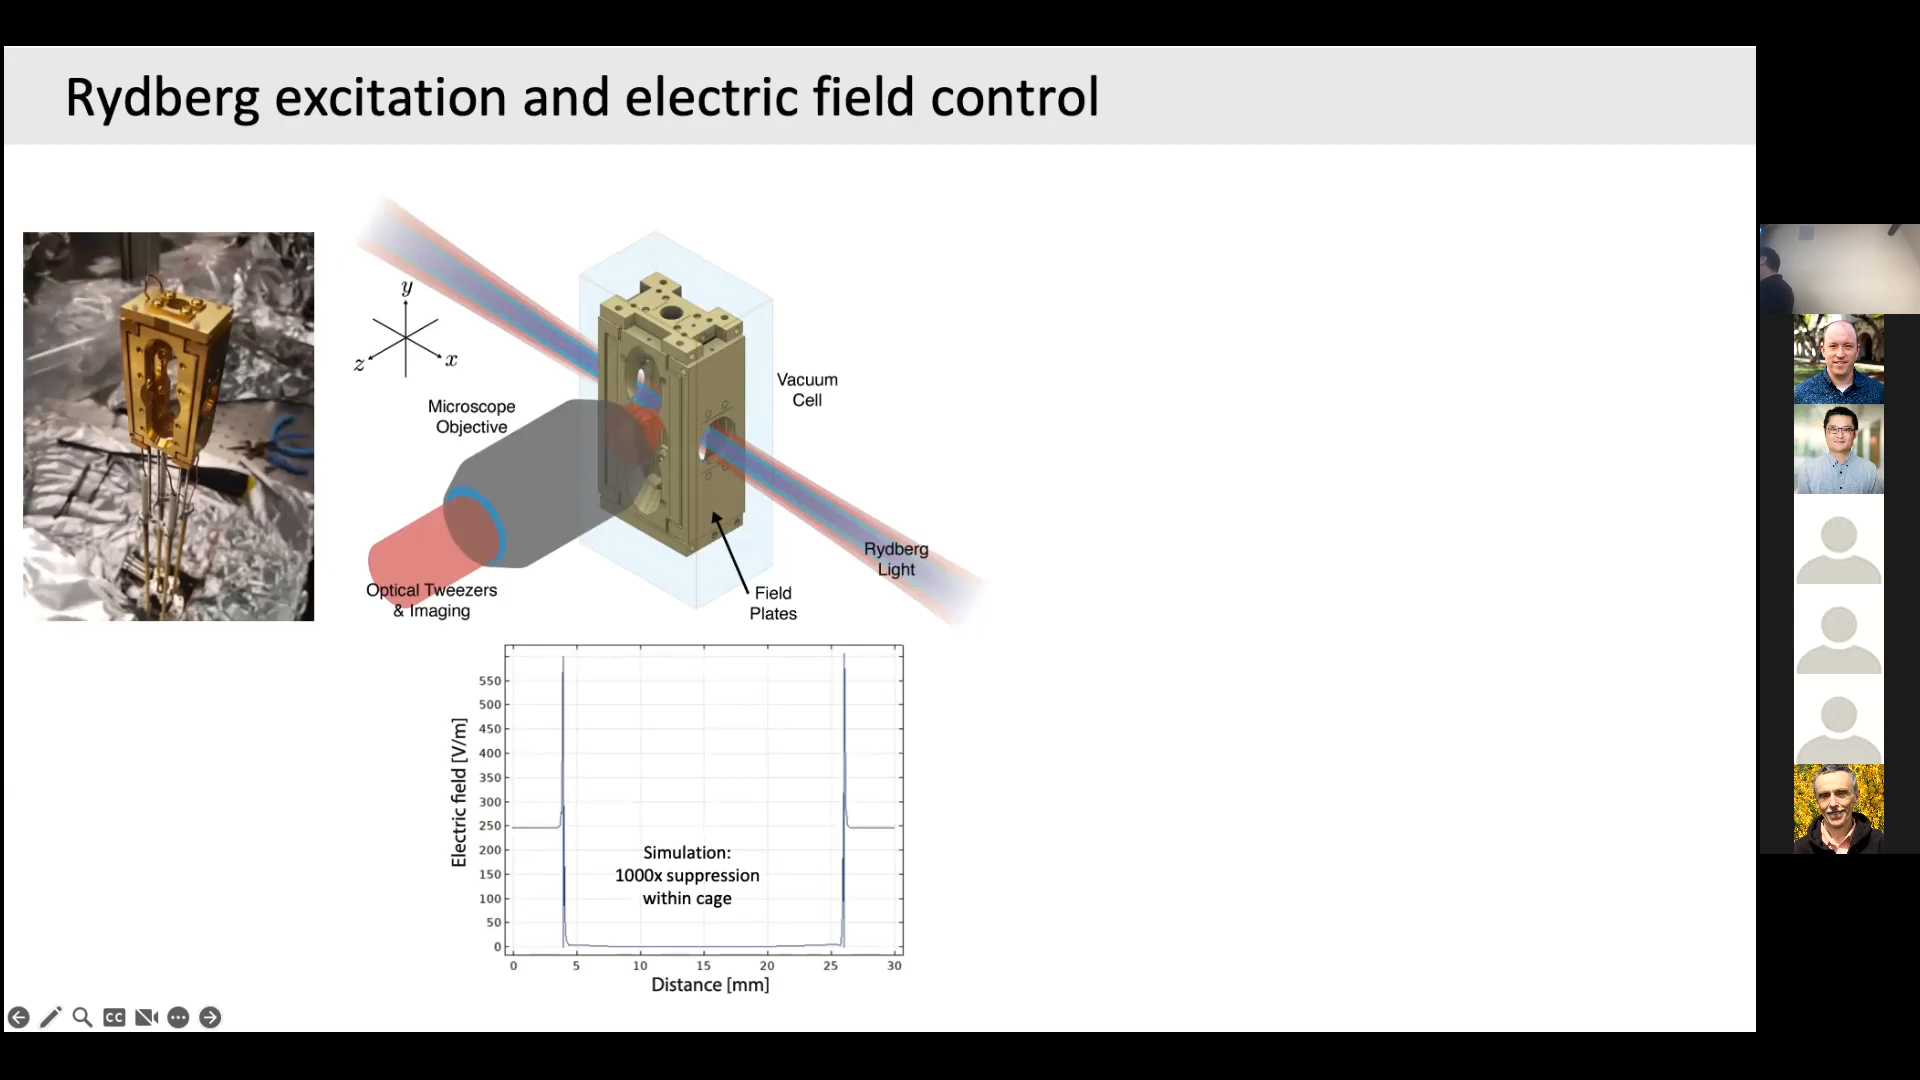 Rydberg excitation and electric field control
y
z
x
Microscope
Objective
Vacuum
Cell
Rydberg
Light
Optical Tweezers
& Imaging
Field
Plates
Electric field [V/m]
550
500
450
400
350
300
250
200
150
100
50
0
Simulation:
1000x suppression
within cage
0 5 10 15 20 25 30
Distance [mm]
CC